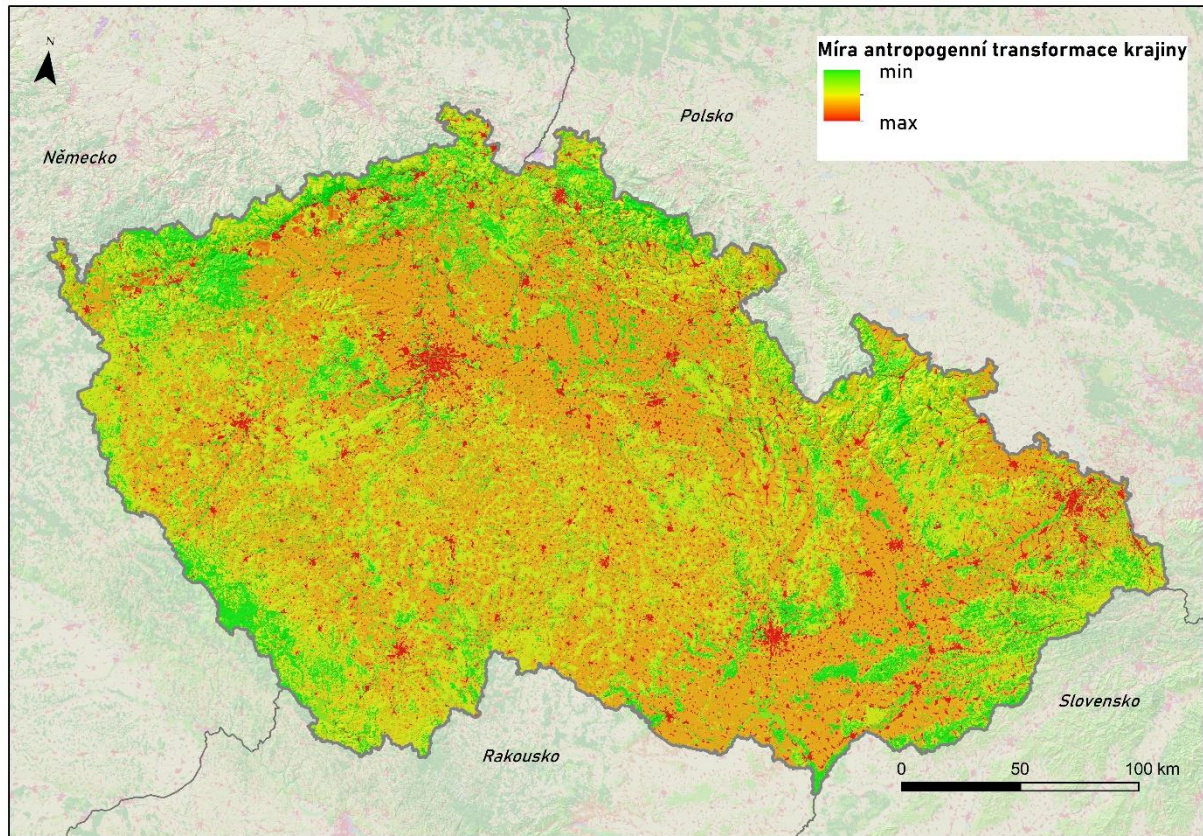 N
Míra antropogenní transformace krajiny
min
max
Polsko
Německo
Slovensko
Rakousko
0 50 100 km